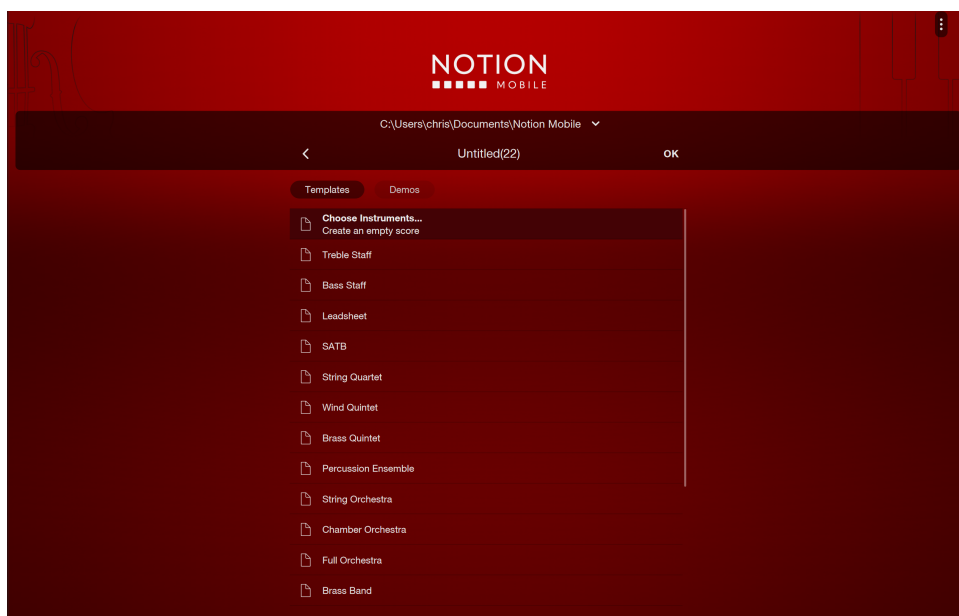 NOTION
MOBILE
C:\Users\chris\Documents\Notion Mobile
Untitled(22)
OK
Templates
Demos
Choose Instruments...
Create an empty score
Treble Staff
Bass Staff
Leadsheet
SATB
String Quartet
Wind Quintet
Brass Quintet
Percussion Ensemble
String Orchestra
Chamber Orchestra
Full Orchestra
Brass Band